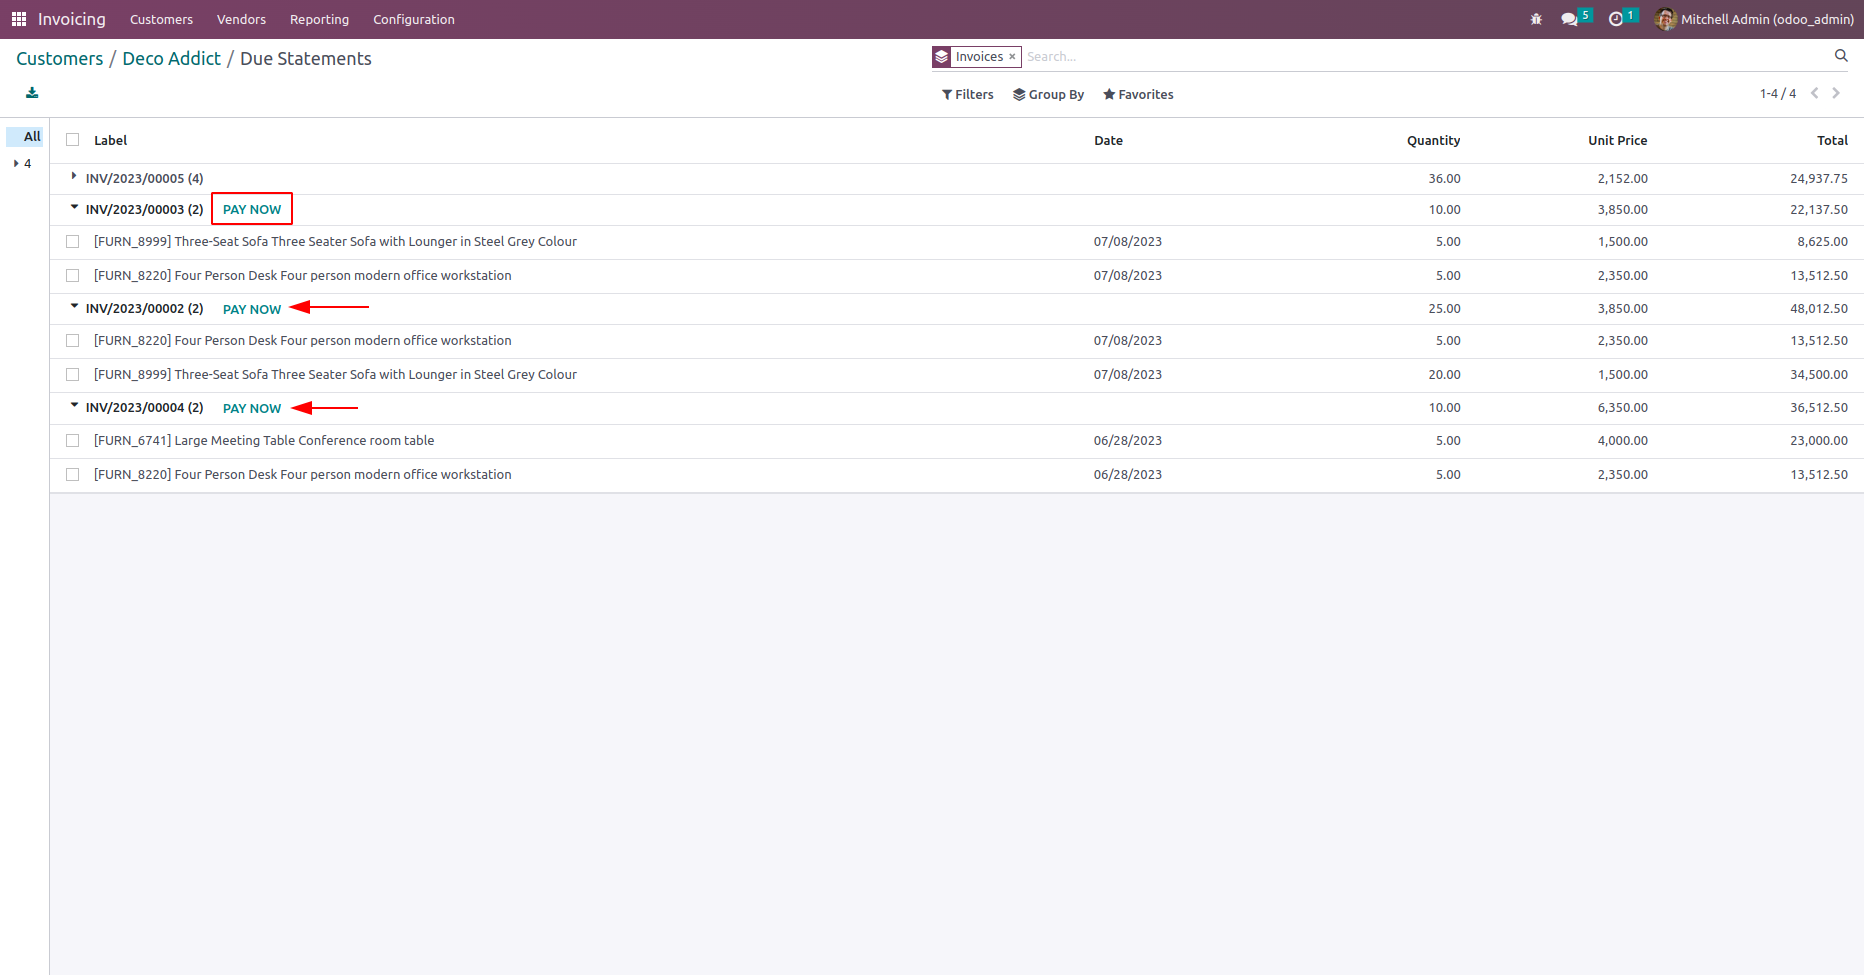 Invoicing Customers Vendors Reporting Configuration 5 1 Mitchell Admin (odoo_admin)
Customers / Deco Addict / Due Statements Invoices × Search...
Filters Group By Favorites 1-4 / 4
All Label Date Quantity Unit Price Total
4
INV/2023/00005 (4) 36.00 2,152.00 24,937.75
INV/2023/00003 (2) PAY NOW 10.00 3,850.00 22,137.50
[FURN_8999] Three-Seat Sofa Three Seater Sofa with Lounger in Steel Grey Colour 07/08/2023 5.00 1,500.00 8,625.00
[FURN_8220] Four Person Desk Four person modern office workstation 07/08/2023 5.00 2,350.00 13,512.50
INV/2023/00002 (2) PAY NOW 25.00 3,850.00 48,012.50
[FURN_8220] Four Person Desk Four person modern office workstation 07/08/2023 5.00 2,350.00 13,512.50
[FURN_8999] Three-Seat Sofa Three Seater Sofa with Lounger in Steel Grey Colour 07/08/2023 20.00 1,500.00 34,500.00
INV/2023/00004 (2) PAY NOW 10.00 6,350.00 36,512.50
[FURN_6741] Large Meeting Table Conference room table 06/28/2023 5.00 4,000.00 23,000.00
[FURN_8220] Four Person Desk Four person modern office workstation 06/28/2023 5.00 2,350.00 13,512.50